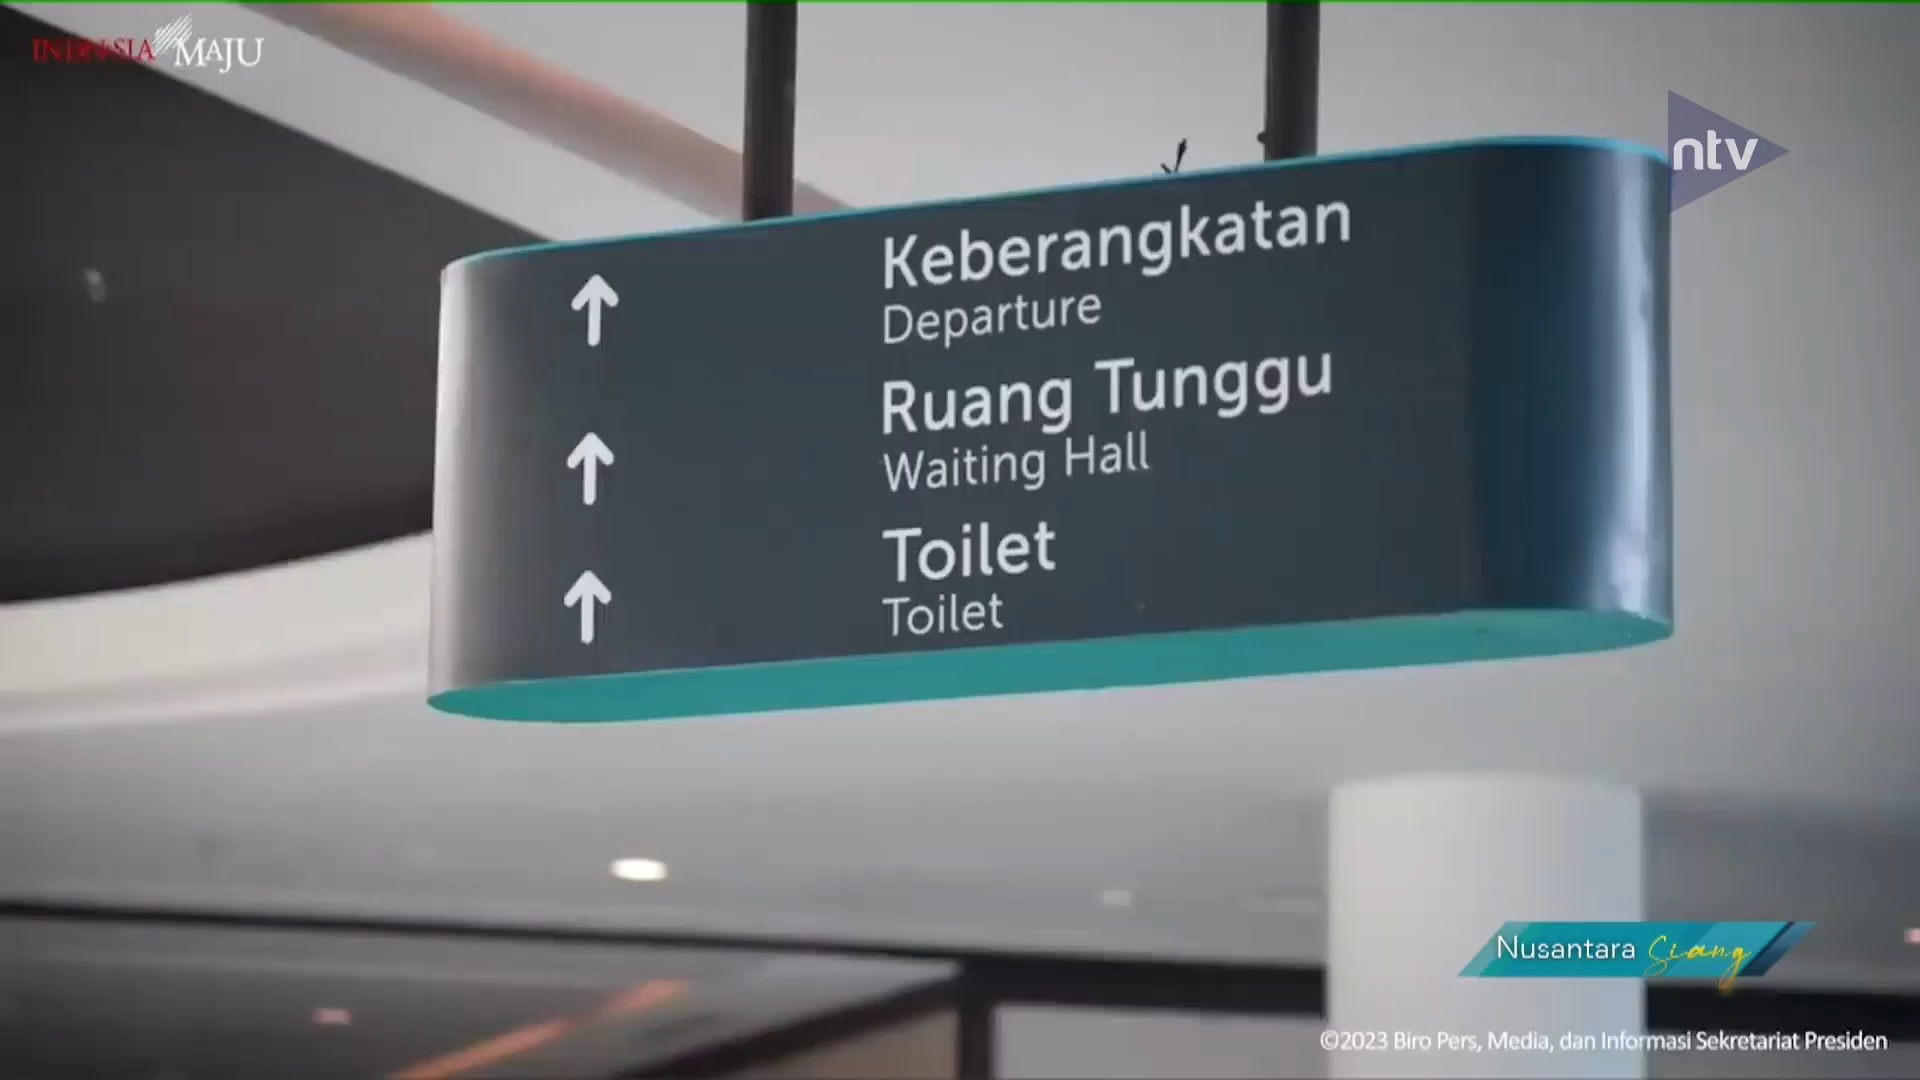 INDONESIA MAJU
ntv
Keberangkatan
Departure
Ruang Tunggu
Waiting Hall
Toilet
Toilet
Nusantara Siang
©2023 Biro Pers, Media, dan Informasi Sekretariat Presiden